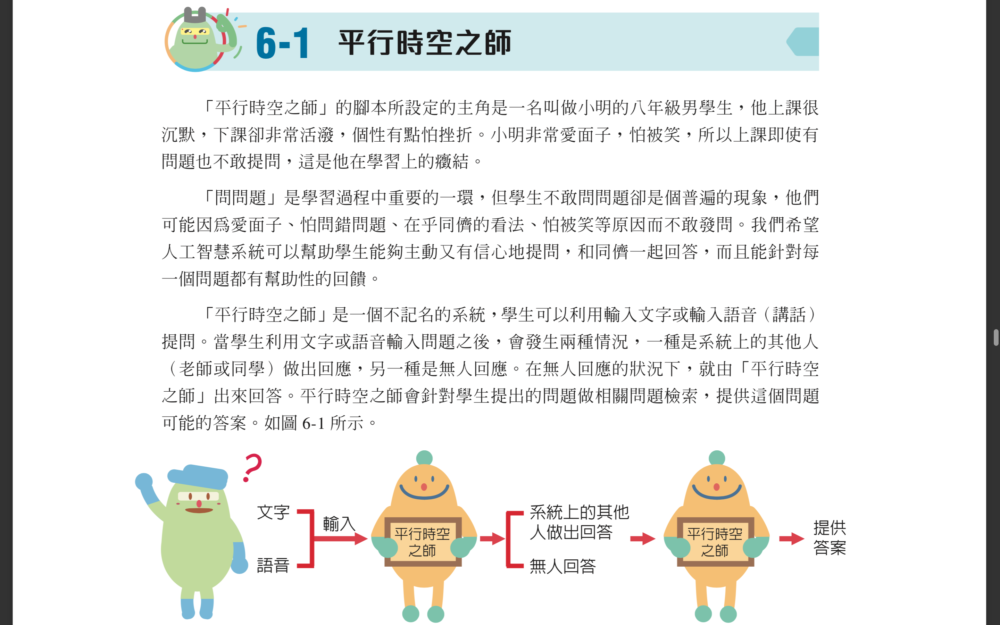 6-1 平行時空之師
「平行時空之師」的腳本所設定的主角是一名叫做小明的八年級男學生，他上課很
沉默，下課卻非常活潑，個性有點怕挫折。小明非常愛面子，怕被笑，所以上課即使有
問題也不敢提問，這是他在學習上的癥結。
「問問題」是學習過程中重要的一環，但學生不敢問問題卻是個普遍的現象，他們
可能因為愛面子、怕問錯問題、在乎同儕的看法、怕被笑等原因而不敢發問。我們希望
人工智慧系統可以幫助學生能夠主動又有信心地提問，和同儕一起回答，而且能針對每
一個問題都有幫助性的回饋。
「平行時空之師」是一個不記名的系統，學生可以利用輸入文字或輸入語音（講話）
提問。當學生利用文字或語音輸入問題之後，會發生兩種情況，一種是系統上的其他人
（老師或同學）做出回應，另一種是無人回應。在無人回應的狀況下，就由「平行時空
之師」出來回答。平行時空之師會針對學生提出的問題做相關問題檢索，提供這個問題
可能的答案。如圖 6-1 所示。
?
文字
語音
輸入
平行時空
之師
系統上的其他
人做出回答
無人回答
平行時空
之師
提供
答案